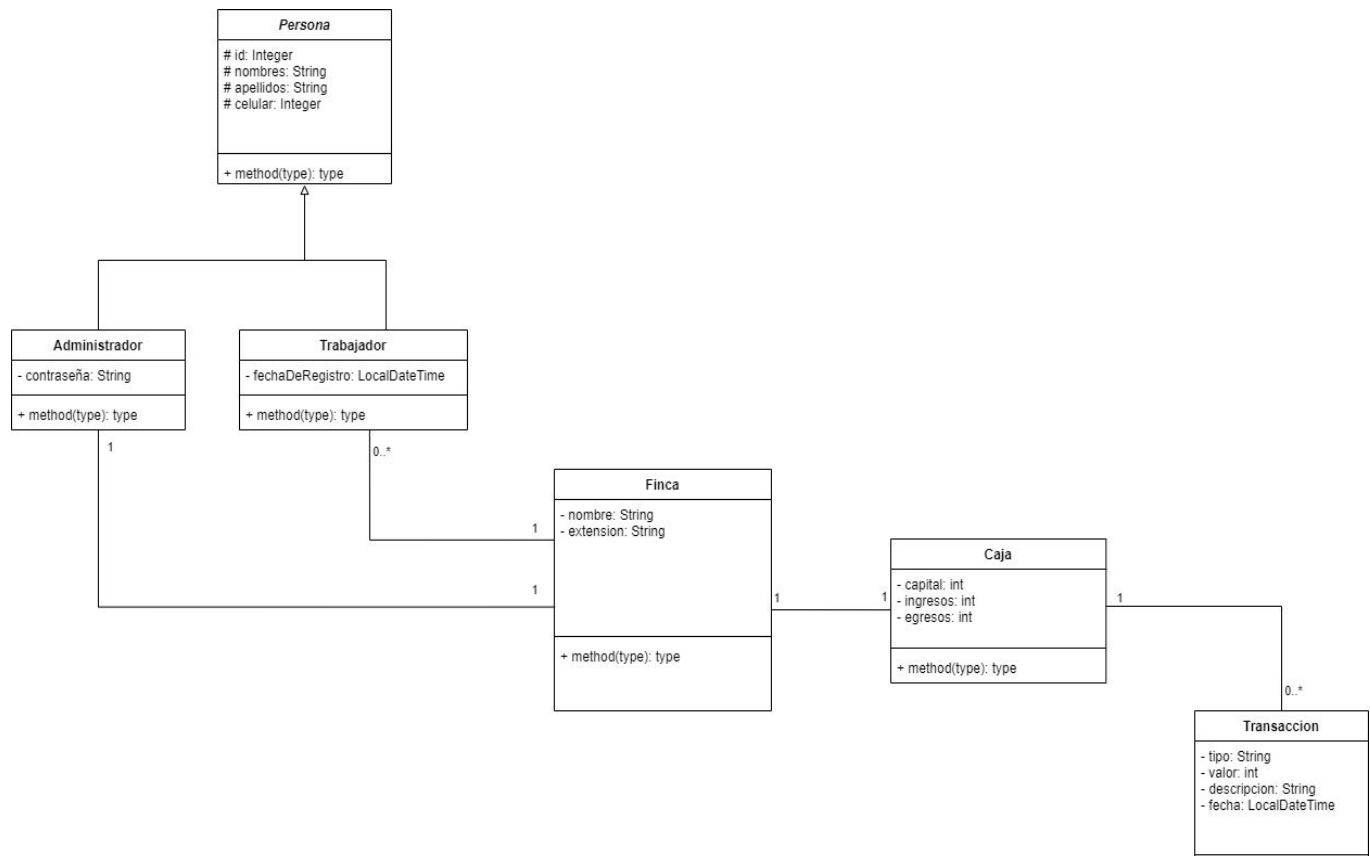 Persona
# id: Integer
# nombres: String
# apellidos: String
# celular: Integer
+ method(type): type
Administrador
- contraseña: String
+ method(type): type
1
Trabajador
- fechaDeRegistro: LocalDateTime
+ method(type): type
0..*
1
1
Finca
- nombre: String
- extension: String
+ method(type): type
1
1
Caja
- capital: int
- ingresos: int
- egresos: int
+ method(type): type
1
0..*
Transaccion
- tipo: String
- valor: int
- descripcion: String
- fecha: LocalDateTime